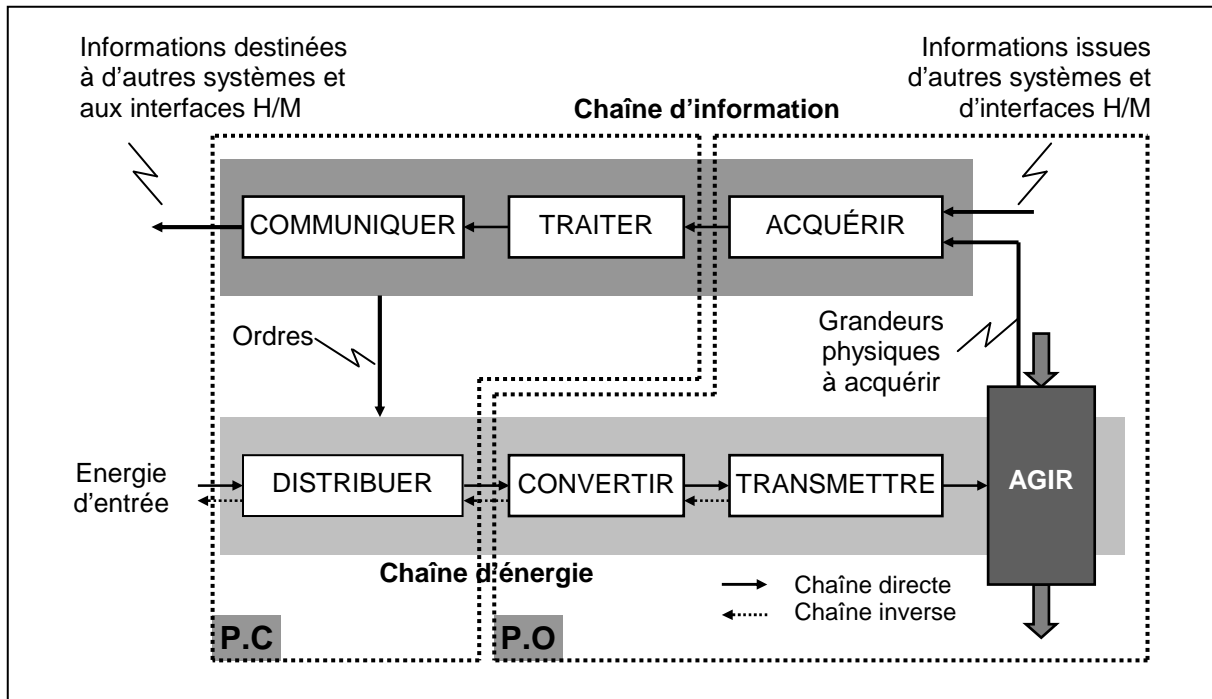 Informations destinées
à d'autres systèmes et
aux interfaces H/M
Informations issues
d'autres systèmes et
d'interfaces H/M
Chaîne d'information
COMMUNIQUER
TRAITER
ACQUÉRIR
Ordres
Grandeurs
physiques
à acquérir
Energie
d'entrée
DISTRIBUER
CONVERTIR
TRANSMETTRE
AGIR
Chaîne d'énergie
Chaîne directe
Chaîne inverse
P.C
P.O